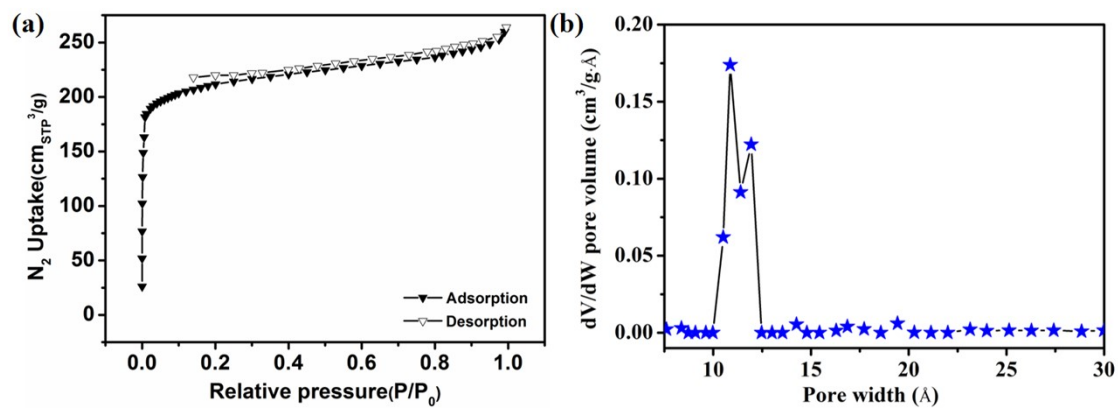 (a)
N2 Uptake(cmSTP3/g)
250
200
150
100
50
0
0.0 0.2 0.4 0.6 0.8 1.0
Relative pressure(P/P0)
Adsorption
Desorption
(b)
dV/dW pore volume (cm3/g·Å)
0.20
0.15
0.10
0.05
0.00
10 15 20 25 30
Pore width (Å)